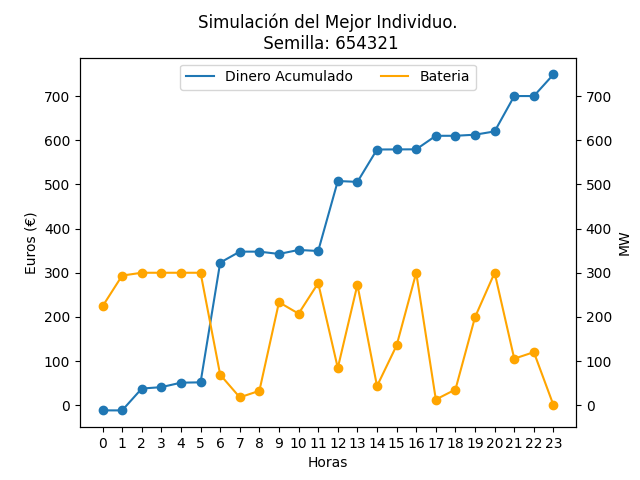 Simulación del Mejor Individuo.
Semilla: 654321
Dinero Acumulado
Bateria
Euros (€)
700
600
500
400
300
200
100
0
700
600
500
400
300
200
100
0
MW
0 1 2 3 4 5 6 7 8 9 10 11 12 13 14 15 16 17 18 19 20 21 22 23
Horas